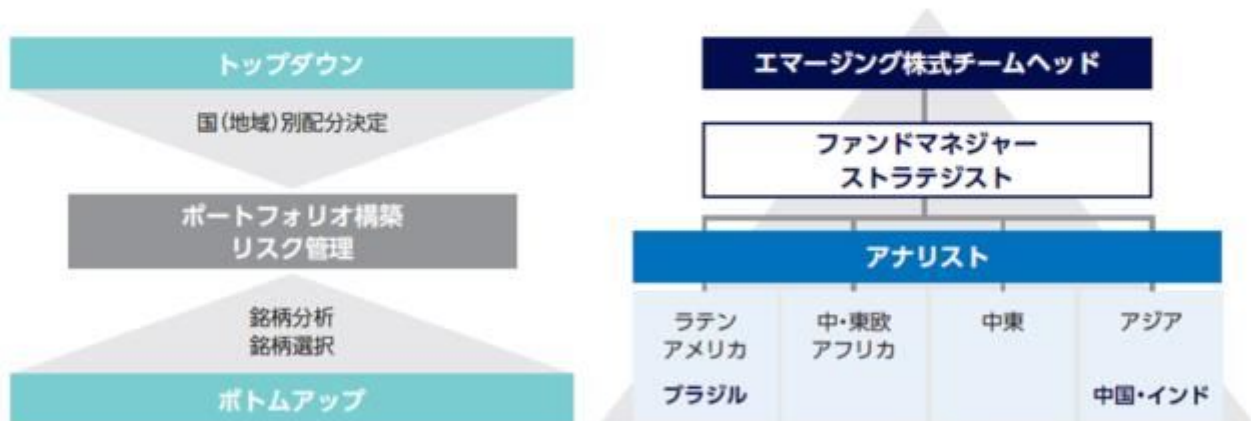 トップダウン
国(地域)別配分決定
ポートフォリオ構築
リスク管理
銘柄分析
銘柄選択
ボトムアップ
エマージング株式チームヘッド
ファンドマネジャー
ストラテジスト
アナリスト
ラテン
アメリカ
ブラジル
中・東欧
アフリカ
中東
アジア
中国・インド